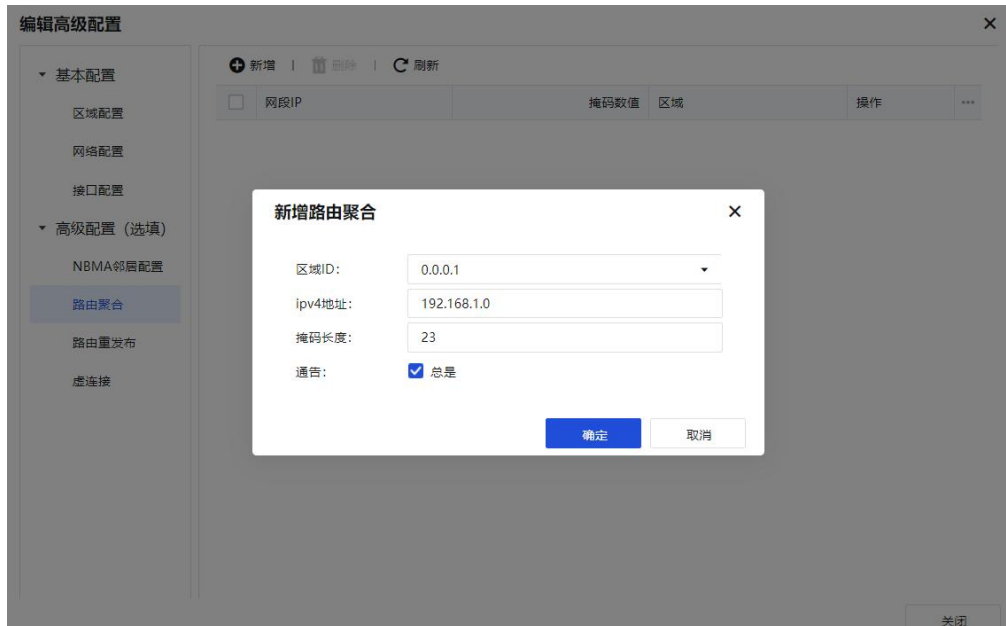 编辑高级配置
基本配置
区域配置
网络配置
接口配置
高级配置（选填）
NBMA邻居配置
路由聚合
路由重发布
虚连接
新增 删除 刷新
网段IP 掩码数值 区域 操作
新增路由聚合
区域ID： 0.0.0.1
ipv4地址： 192.168.1.0
掩码长度： 23
通告： 总是
确定 取消
关闭